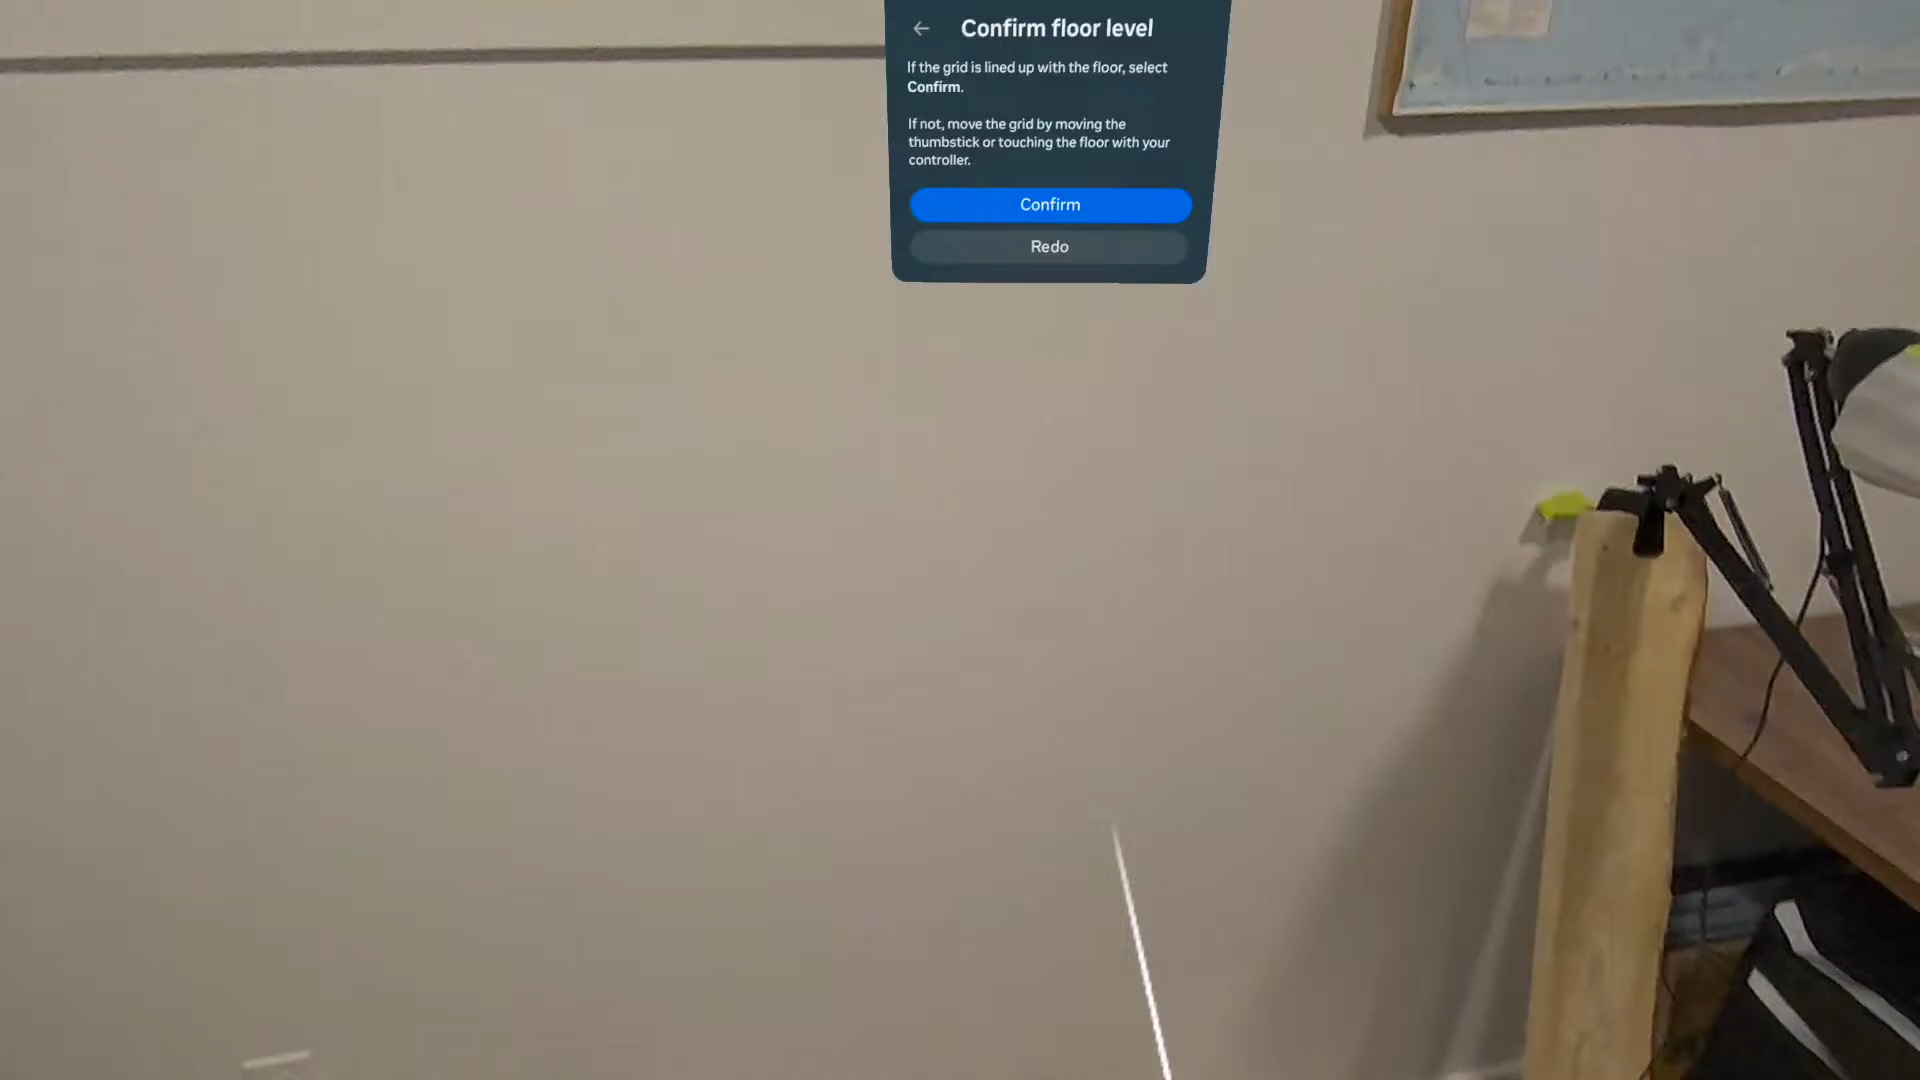 Confirm floor level
If the grid is lined up with the floor, select
Confirm.
If not, move the grid by moving the
thumbstick or touching the floor with your
controller.
Confirm
Redo